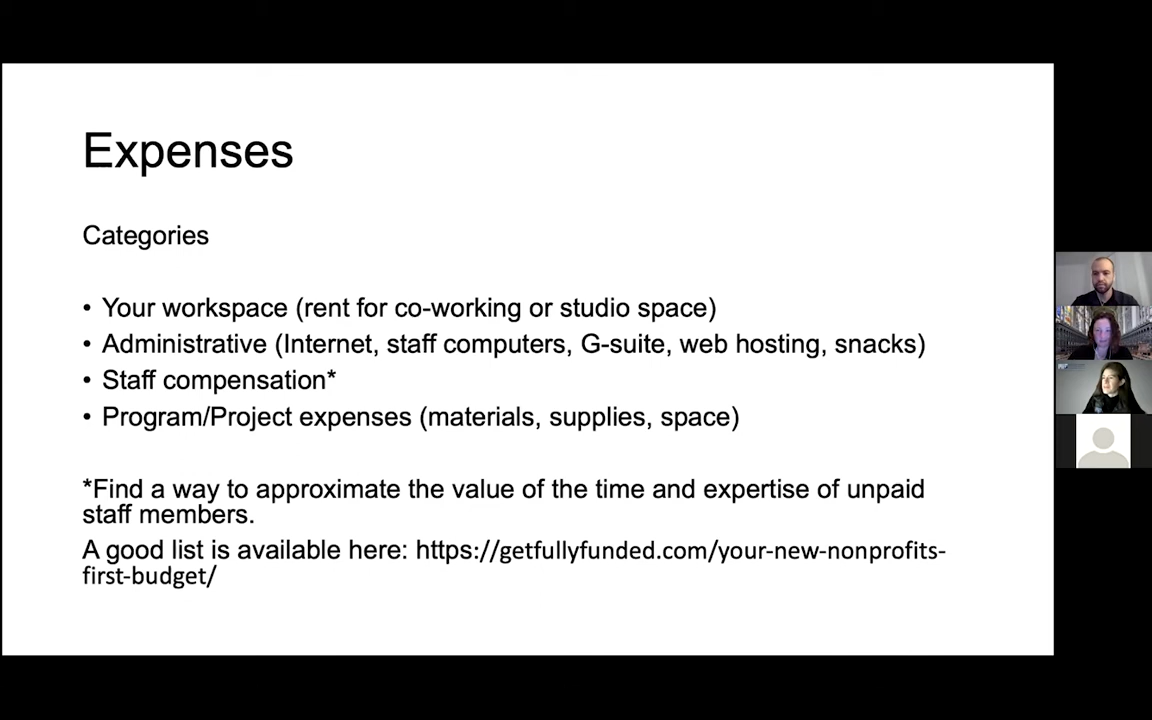 Expenses
Categories
• Your workspace (rent for co-working or studio space)
• Administrative (Internet, staff computers, G-suite, web hosting, snacks)
• Staff compensation*
• Program/Project expenses (materials, supplies, space)
*Find a way to approximate the value of the time and expertise of unpaid
staff members.
A good list is available here: https://getfullyfunded.com/your-new-nonprofits-
first-budget/